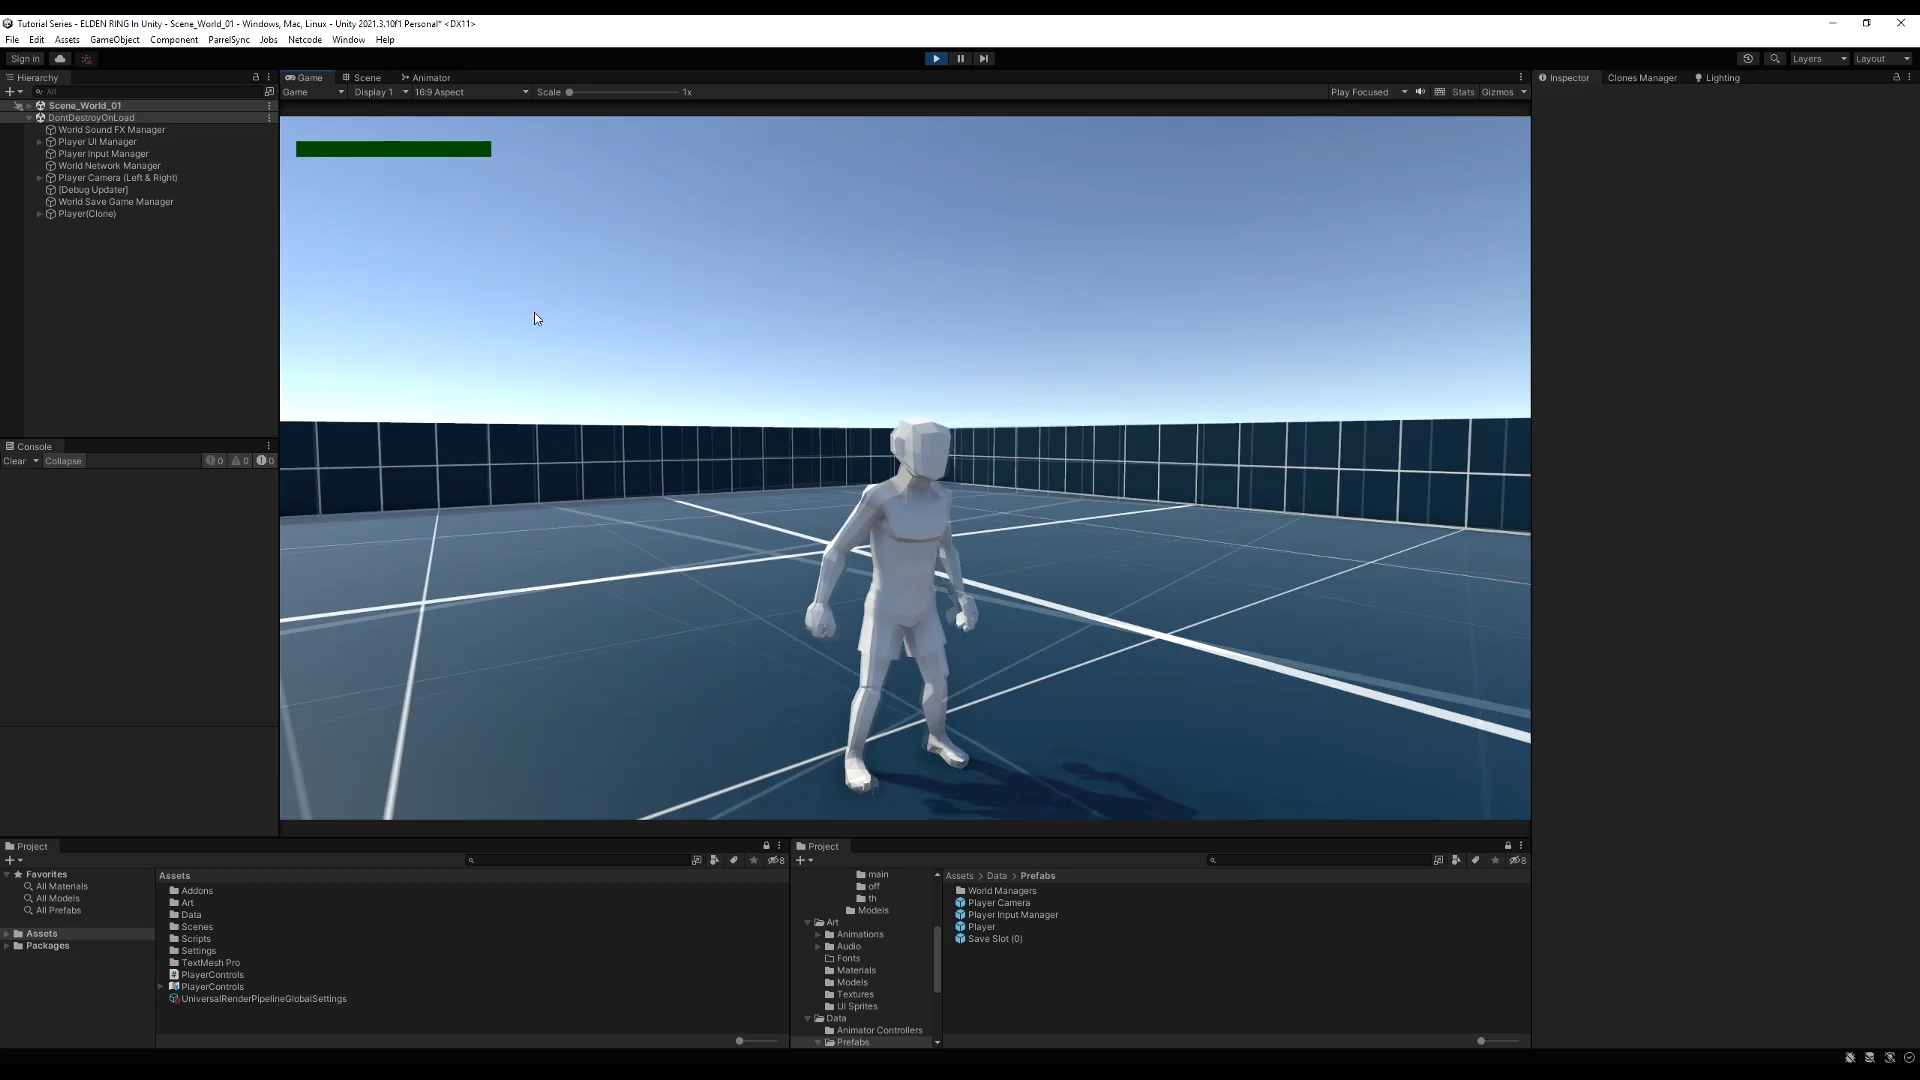 Tutorial Series - ELDEN RING In Unity - Scene_World_01 - Windows, Mac, Linux - Unity 2021.3.10f1 Personal* <DX11>
File Edit Assets GameObject Component ParrelSync Jobs Netcode Window Help
Sign in
Layers Layout
Hierarchy
All
Scene_World_01
DontDestroyOnLoad
World Sound FX Manager
Player UI Manager
Player Input Manager
World Network Manager
Player Camera (Left & Right)
[Debug Updater]
World Save Game Manager
Player(Clone)
Console
Clear Collapse 0 0 0
Game Scene Animator
Game Display 1 16:9 Aspect Scale 1x Play Focused Stats Gizmos
Inspector Clones Manager Lighting
Project
8
Favorites
All Materials
All Models
All Prefabs
Assets
Packages
Assets
Addons
Art
Data
Scenes
Scripts
Settings
TextMesh Pro
PlayerControls
PlayerControls
UniversalRenderPipelineGlobalSettings
Project
8
main
off
th
Models
Art
Animations
Audio
Fonts
Materials
Models
Textures
UI Sprites
Data
Animator Controllers
Prefabs
Assets > Data > Prefabs
World Managers
Player Camera
Player Input Manager
Player
Save Slot (0)